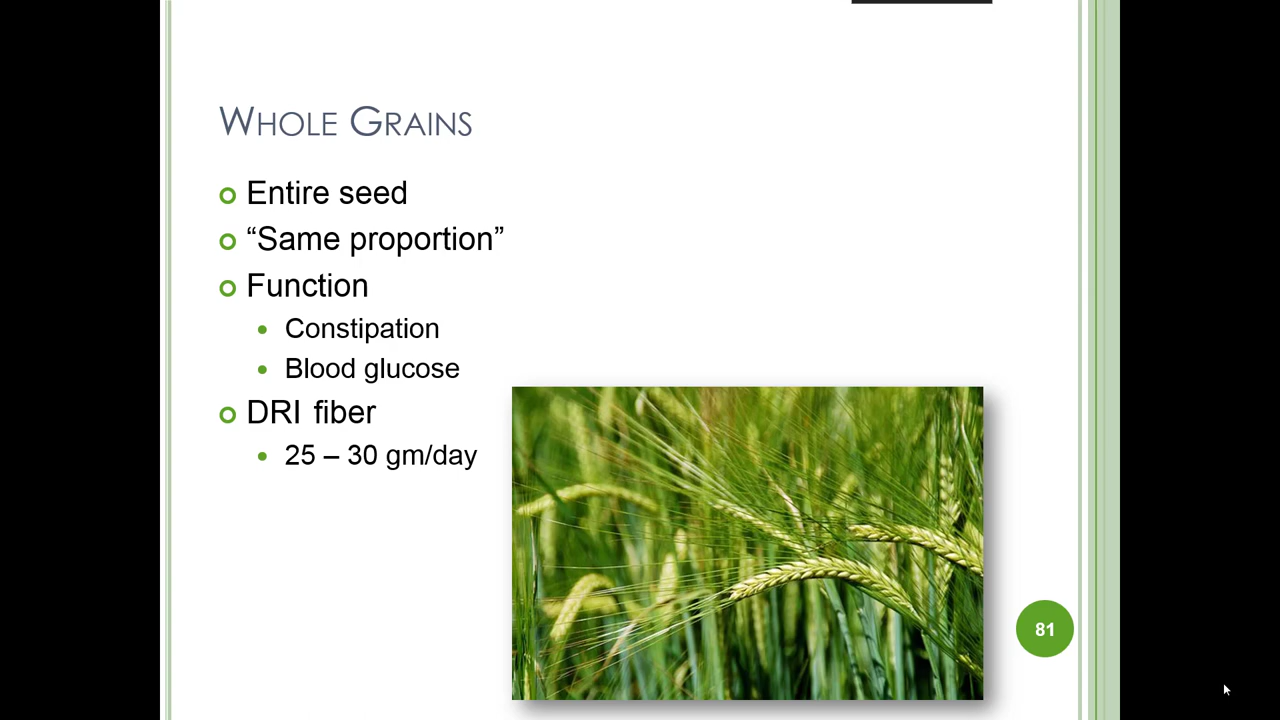 Whole Grains
Entire seed
“Same proportion”
Function
Constipation
Blood glucose
DRI fiber
25 – 30 gm/day
81